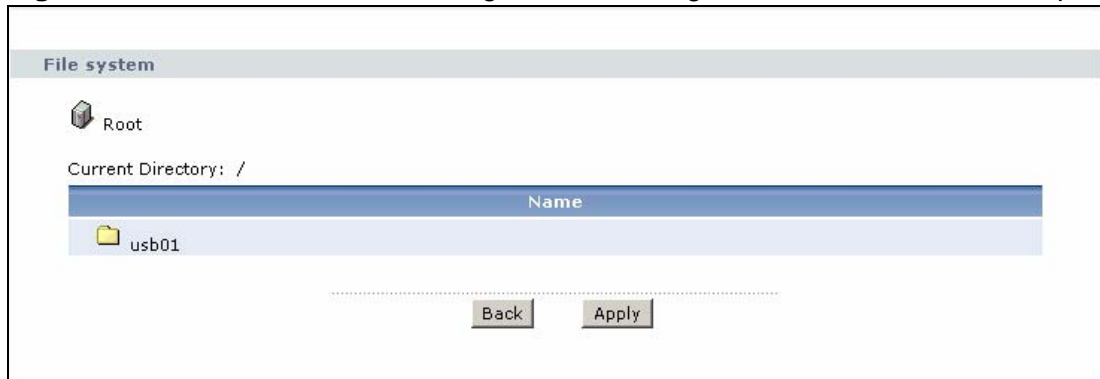 File system
Root
Current Directory: /
Name
usb01
Back Apply